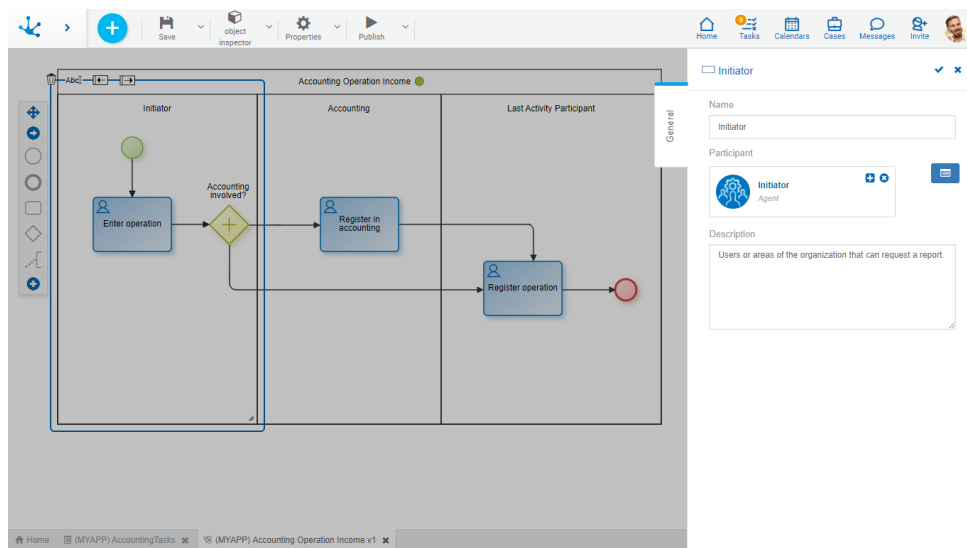 Save
object
inspector
Properties
Publish
Home
9
Tasks
Calendars
Cases
Messages
Invite
Abc
Accounting Operation Income
Initiator
Accounting
Last Activity Participant
Enter operation
Accounting
involved?
Register in
accounting
Register operation
General
Initiator
Name
Initiator
Participant
Initiator
Agent
Description
Users or areas of the organization that can request a report.
Home
(MYAPP) AccountingTasks
(MYAPP) Accounting Operation Income v1